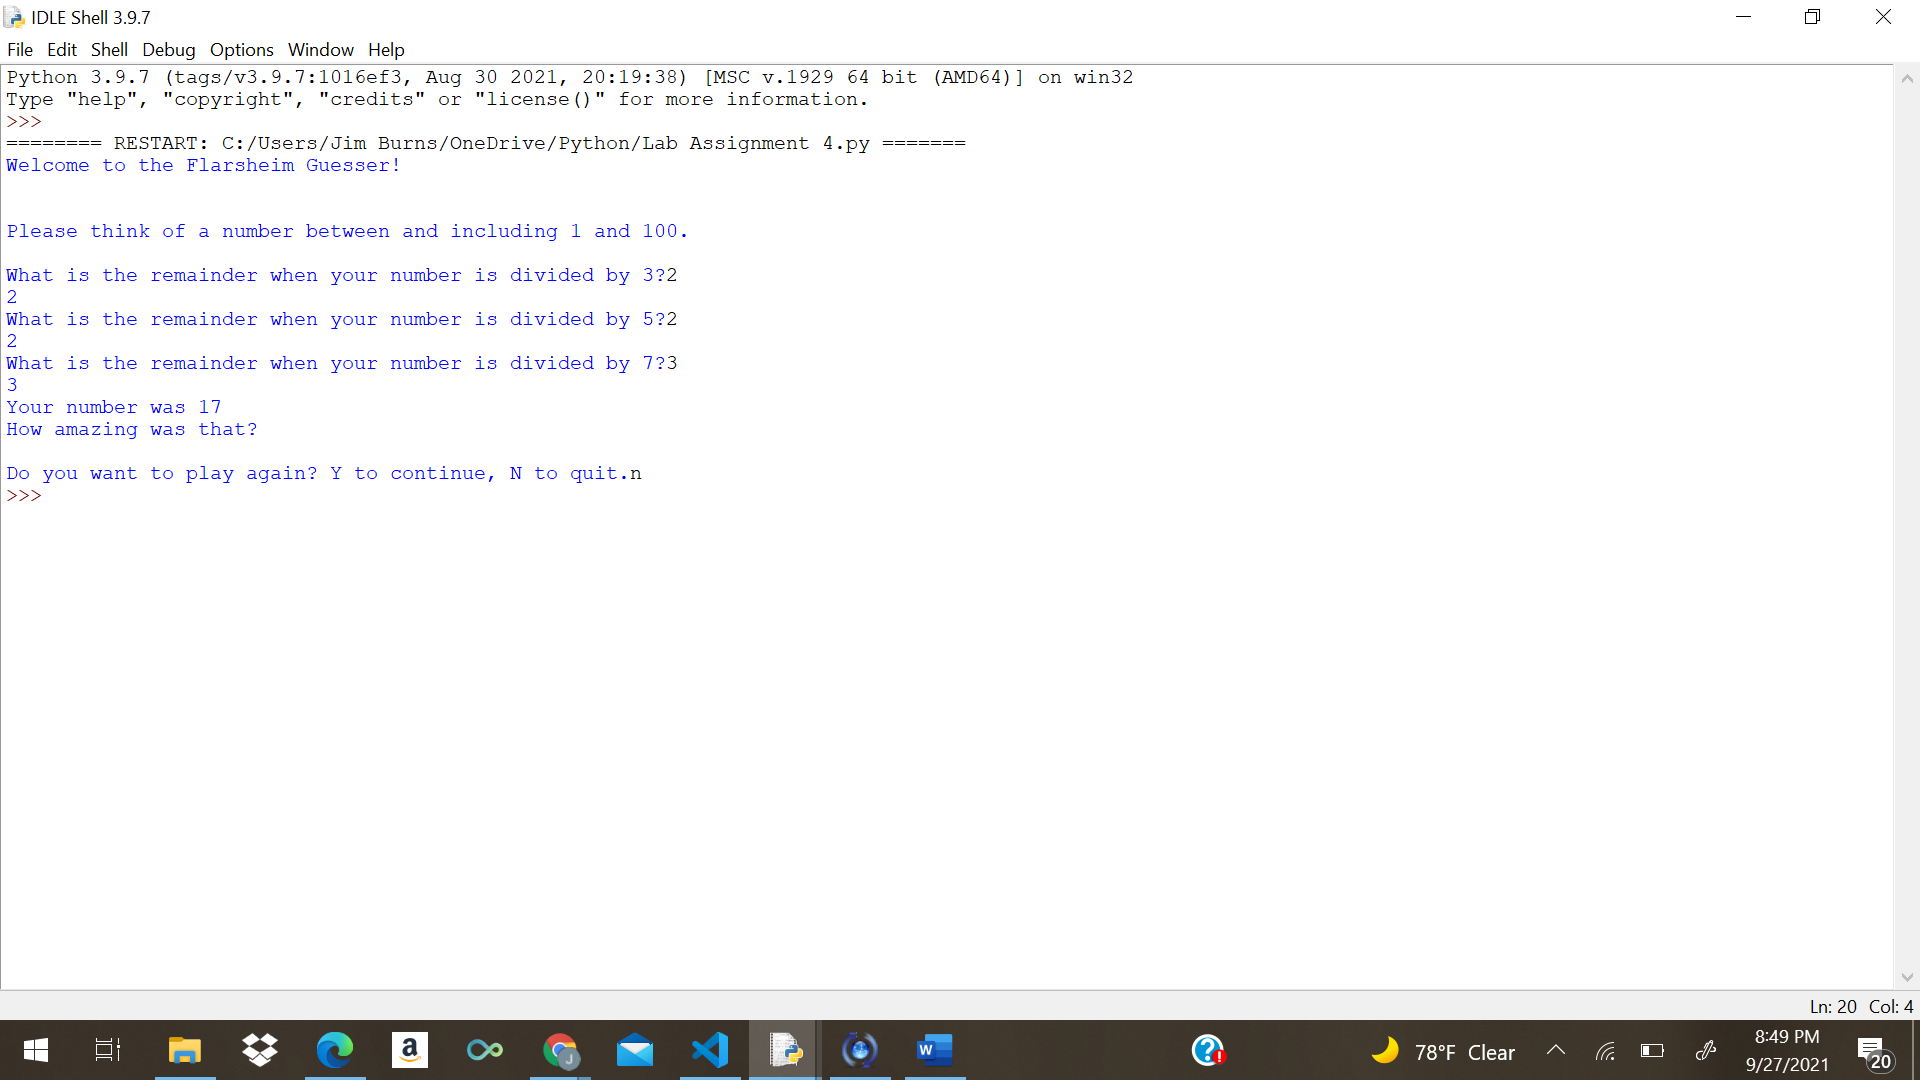 IDLE Shell 3.9.7
File Edit Shell Debug Options Window Help
Python 3.9.7 (tags/v3.9.7:1016ef3, Aug 30 2021, 20:19:38) [MSC v.1929 64 bit (AMD64)] on win32
Type "help", "copyright", "credits" or "license()" for more information.
>>>
======== RESTART: C:/Users/Jim Burns/OneDrive/Python/Lab Assignment 4.py =======
Welcome to the Flarsheim Guesser!
Please think of a number between and including 1 and 100.
What is the remainder when your number is divided by 3?2
2
What is the remainder when your number is divided by 5?2
2
What is the remainder when your number is divided by 7?3
3
Your number was 17
How amazing was that?
Do you want to play again? Y to continue, N to quit.n
>>>
Ln: 20 Col: 4
a
J
W
?
!
78°F Clear
8:49 PM
9/27/2021
20